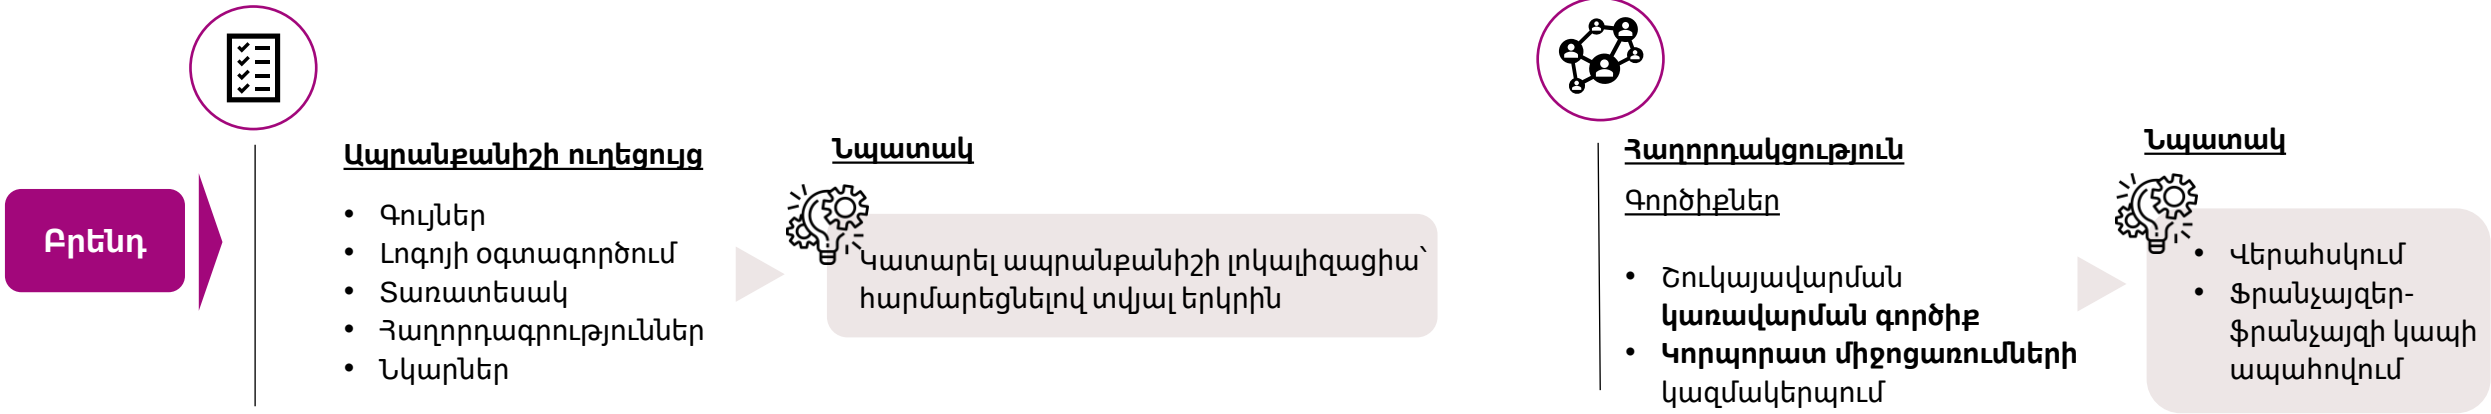 Բրենդ
Ապրանքանիշի ուղեցույց
• Գույներ
• Լոգոյի օգտագործում
• Տառատեսակ
• Հաղորդագրություններ
• Նկարներ
Նպատակ
Կատարել ապրանքանիշի լոկալիզացիա՝
հարմարեցնելով տվյալ երկրին
Հաղորդակցություն
Գործիքներ
• Շուկայավարման
կառավարման գործիք
• Կորպորատ միջոցառումների
կազմակերպում
Նպատակ
• Վերահսկում
• Ֆրանչայզեր-
ֆրանչայզի կապի
ապահովում